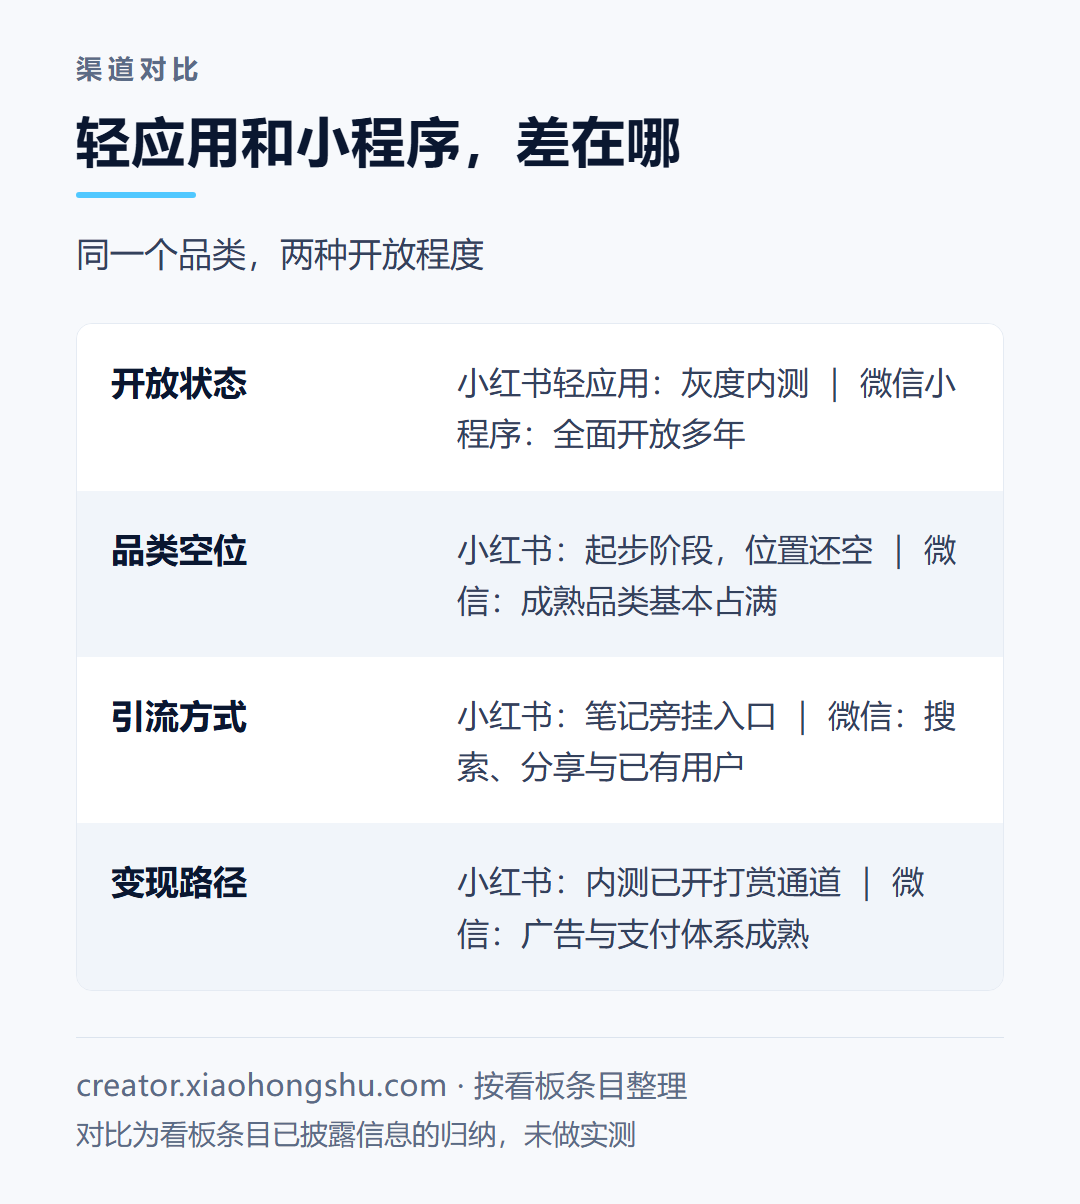 渠道对比
轻应用和小程序，差在哪
同一个品类，两种开放程度
开放状态
小红书轻应用：灰度内测 | 微信小
程序：全面开放多年
品类空位
小红书：起步阶段，位置还空 | 微
信：成熟品类基本占满
引流方式
小红书：笔记旁挂入口 | 微信：搜
索、分享与已有用户
变现路径
小红书：内测已开打赏通道 | 微
信：广告与支付体系成熟
creator.xiaohongshu.com · 按看板条目整理
对比为看板条目已披露信息的归纳，未做实测